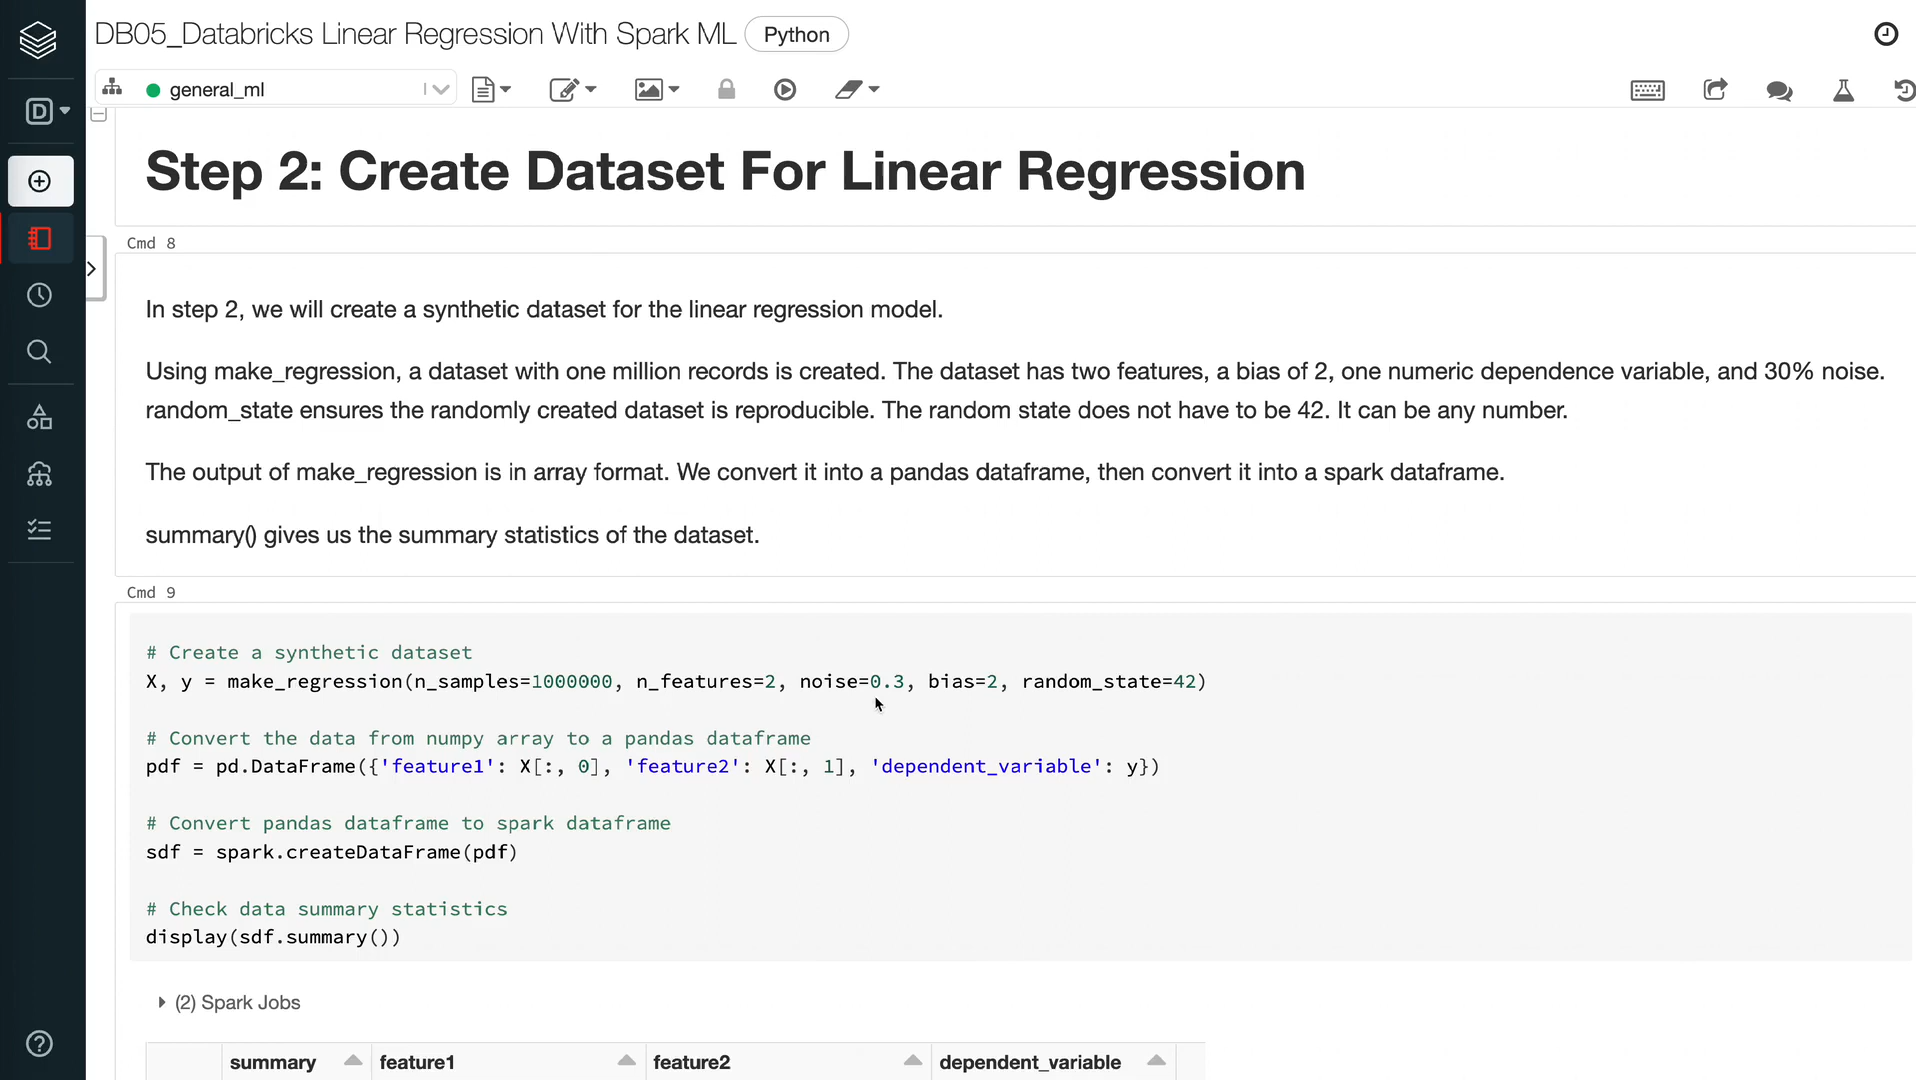 DB05_Databricks Linear Regression With Spark ML Python
general_ml
Step 2: Create Dataset For Linear Regression
Cmd 8
In step 2, we will create a synthetic dataset for the linear regression model.
Using make_regression, a dataset with one million records is created. The dataset has two features, a bias of 2, one numeric dependence variable, and 30% noise.
random_state ensures the randomly created dataset is reproducible. The random state does not have to be 42. It can be any number.
The output of make_regression is in array format. We convert it into a pandas dataframe, then convert it into a spark dataframe.
summary() gives us the summary statistics of the dataset.
Cmd 9
# Create a synthetic dataset
X, y = make_regression(n_samples=1000000, n_features=2, noise=0.3, bias=2, random_state=42)
# Convert the data from numpy array to a pandas dataframe
pdf = pd.DataFrame({'feature1': X[:, 0], 'feature2': X[:, 1], 'dependent_variable': y})
# Convert pandas dataframe to spark dataframe
sdf = spark.createDataFrame(pdf)
# Check data summary statistics
display(sdf.summary())
(2) Spark Jobs
summary feature1 feature2 dependent_variable